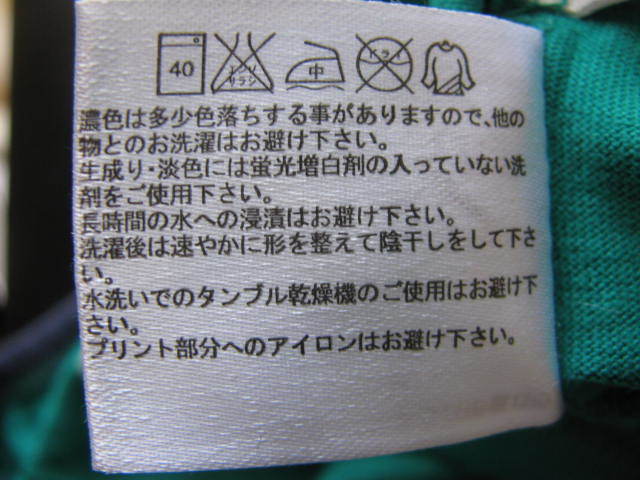 40 エンソサラシ 中 ドライ
濃色は多少色落ちする事がありますので、他の
物とのお洗濯はお避け下さい。
生成り・淡色には蛍光増白剤の入っていない洗
剤をご使用下さい。
長時間の水への浸漬はお避け下さい。
洗濯後は速やかに形を整えて陰干しをして下さ
い。
水洗いでのタンブル乾燥機のご使用はお避け下
さい。
プリント部分へのアイロンはお避け下さい。